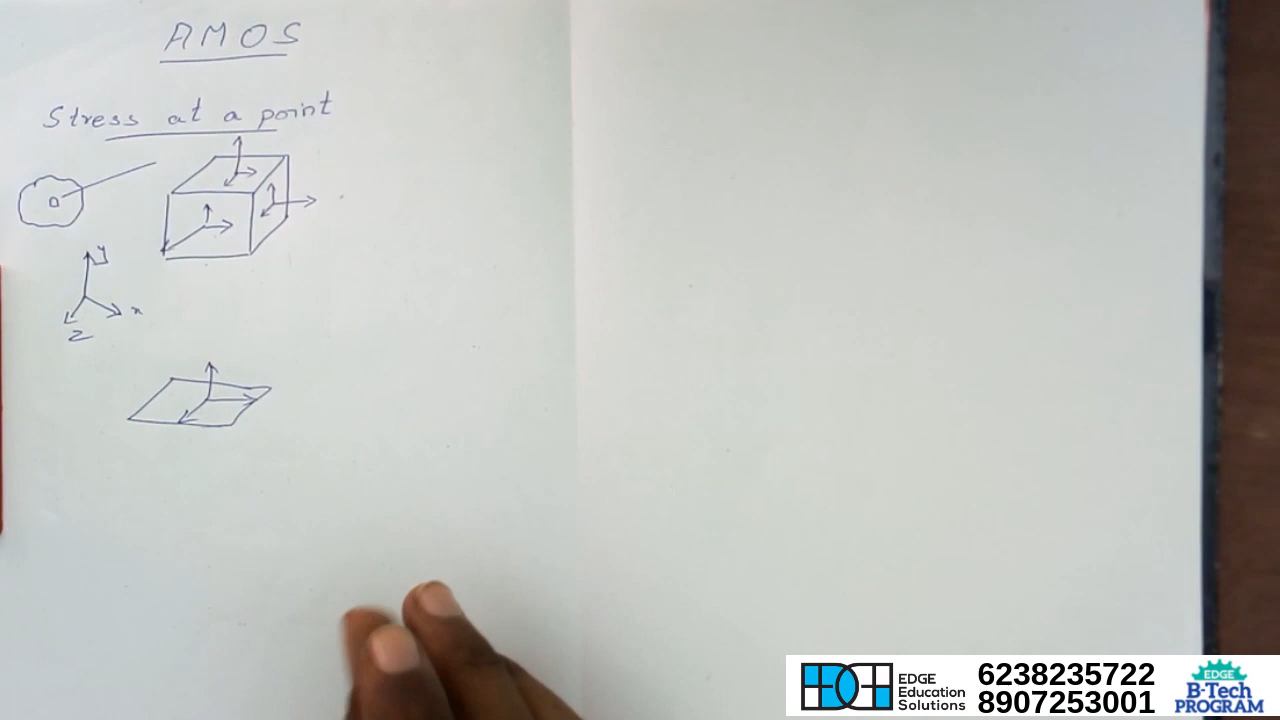 AMOS
Stress at a point
y
x
z
EDGE
Education
Solutions
6238235722
8907253001
EDGE
B-Tech
PROGRAM